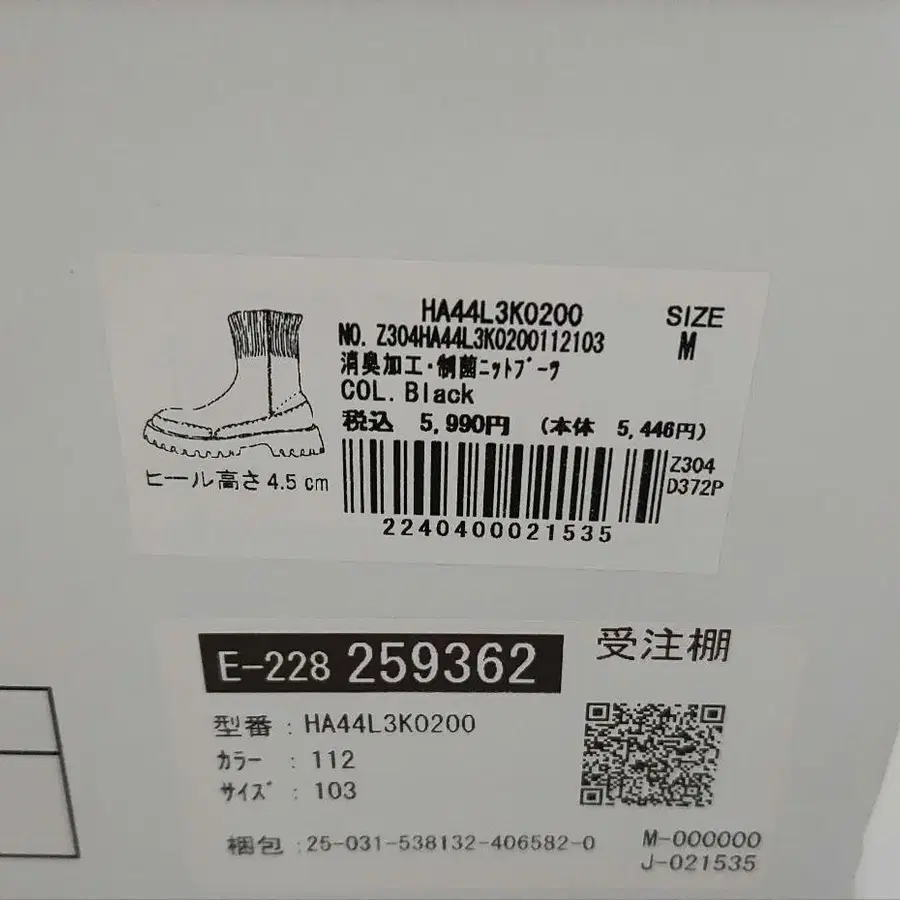 HA44L3K0200
SIZE
M
NO. Z304HA44L3K0200112103
消臭加工・制菌ニットブーツ
COL. Black
税込 5,990円 (本体 5,446円)
Z304
D372P
ヒール高さ4.5cm
2240400021535
E-228 259362
受注棚
型番 : HA44L3K0200
カラー : 112
サイズ : 103
梱包 :25-031-538132-406582-0
M-000000
J-021535